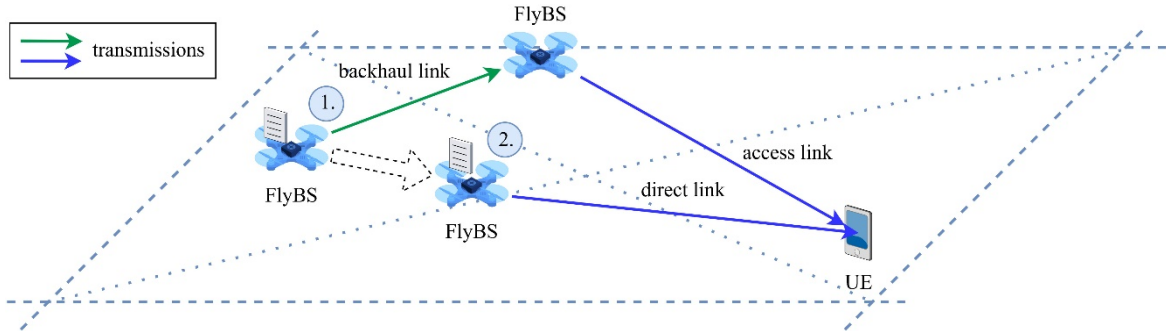 FlyBS
transmissions
backhaul link
1.
2.
access link
FlyBS
direct link
FlyBS
UE